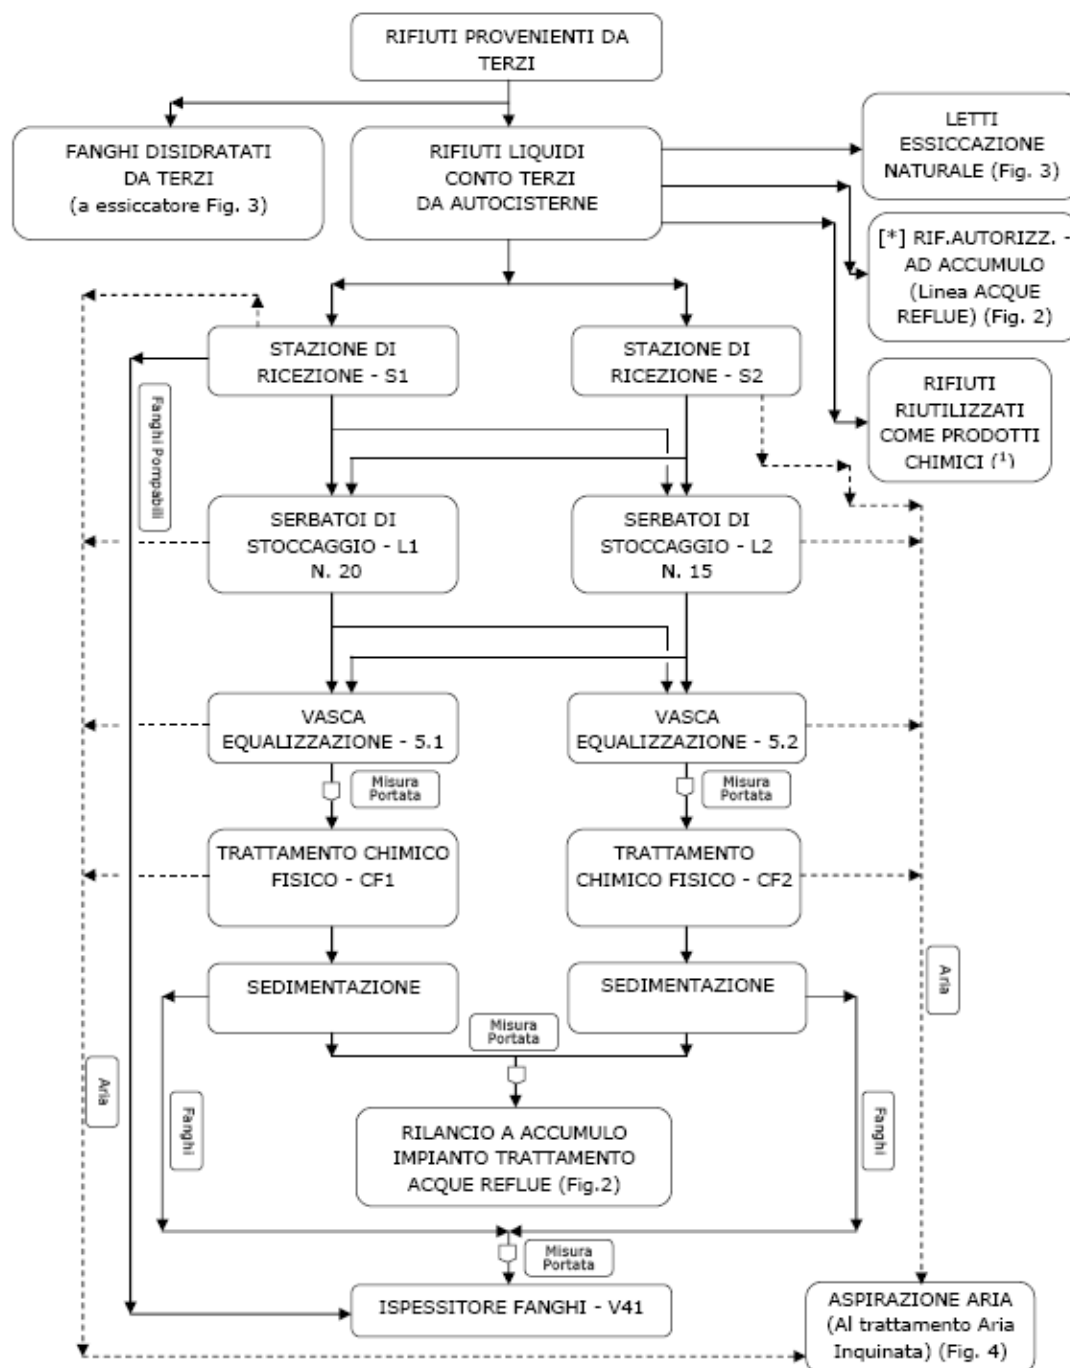 RIFIUTI PROVENIENTI DA
TERZI
FANGHI DISIDRATATI
DA TERZI
(a essiccatore Fig. 3)
RIFIUTI LIQUIDI
CONTO TERZI
DA AUTOCISTERNE
LETTI
ESSICCAZIONE
NATURALE (Fig. 3)
[*] RIF.AUTORIZZ. -
AD ACCUMULO
(Linea ACQUE
REFLUE) (Fig. 2)
RIFIUTI
RIUTILIZZATI
COME PRODOTTI
CHIMICI (¹)
STAZIONE DI
RICEZIONE - S1
STAZIONE DI
RICEZIONE - S2
Fanghi Pompabili
SERBATOI DI
STOCCAGGIO - L1
N. 20
SERBATOI DI
STOCCAGGIO - L2
N. 15
VASCA
EQUALIZZAZIONE - 5.1
VASCA
EQUALIZZAZIONE - 5.2
Misura
Portata
Misura
Portata
TRATTAMENTO CHIMICO
FISICO - CF1
TRATTAMENTO
CHIMICO FISICO - CF2
SEDIMENTAZIONE
SEDIMENTAZIONE
Aria
Misura
Portata
Aria
Fanghi
Fanghi
RILANCIO A ACCUMULO
IMPIANTO TRATTAMENTO
ACQUE REFLUE (Fig.2)
Misura
Portata
ISPESSITORE FANGHI - V41
ASPIRAZIONE ARIA
(Al trattamento Aria
Inquinata) (Fig. 4)